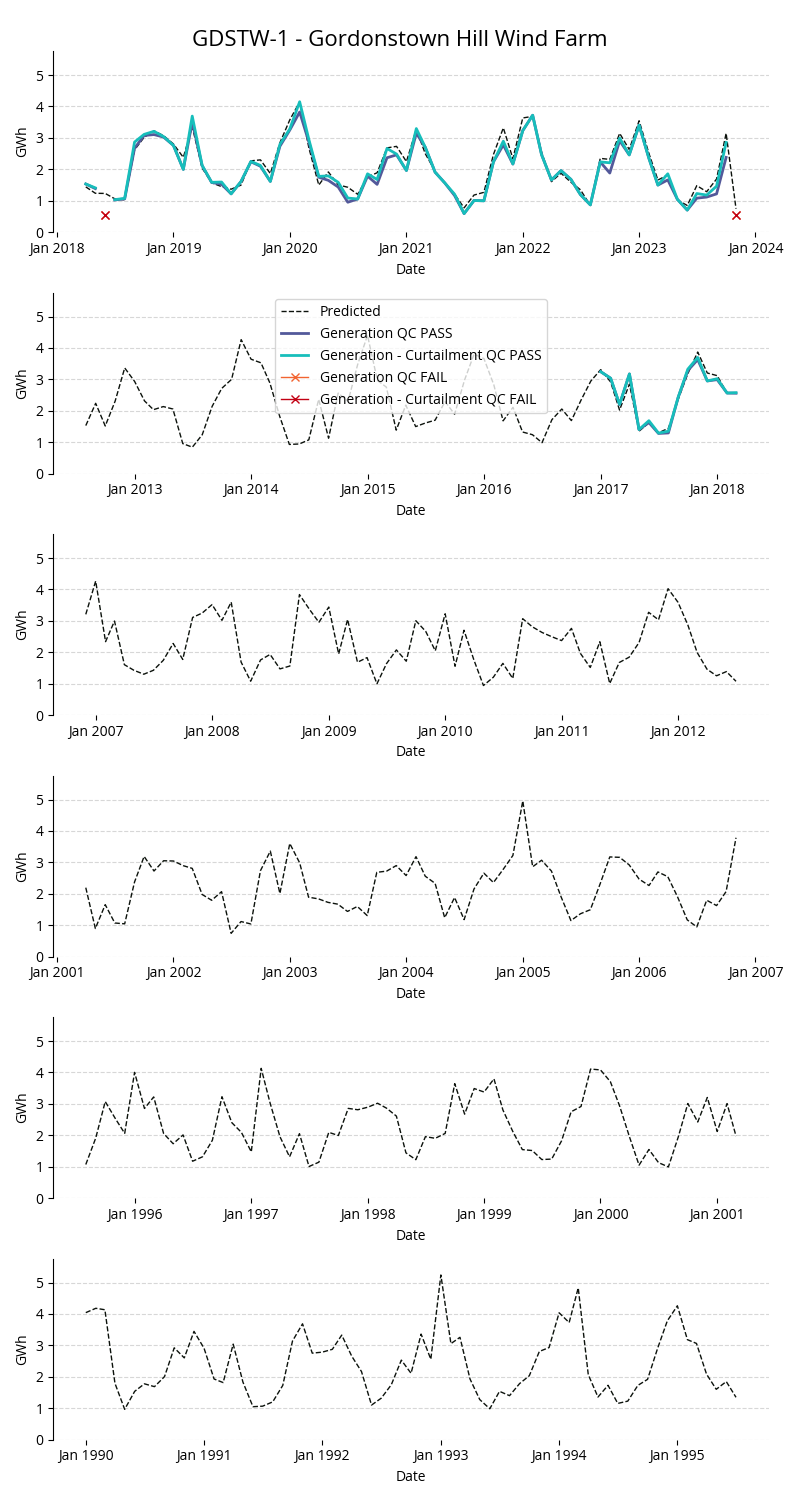 GDSTW-1 - Gordonstown Hill Wind Farm
5
4
3
2
1
0
GWh
Jan 2018
Jan 2019
Jan 2020
Jan 2021
Jan 2022
Jan 2023
Jan 2024
Date
Predicted
Generation QC PASS
Generation - Curtailment QC PASS
Generation QC FAIL
Generation - Curtailment QC FAIL
5
4
3
2
1
0
GWh
Jan 2013
Jan 2014
Jan 2015
Jan 2016
Jan 2017
Jan 2018
Date
5
4
3
2
1
0
GWh
Jan 2007
Jan 2008
Jan 2009
Jan 2010
Jan 2011
Jan 2012
Date
5
4
3
2
1
0
GWh
Jan 2001
Jan 2002
Jan 2003
Jan 2004
Jan 2005
Jan 2006
Jan 2007
Date
5
4
3
2
1
0
GWh
Jan 1996
Jan 1997
Jan 1998
Jan 1999
Jan 2000
Jan 2001
Date
5
4
3
2
1
0
GWh
Jan 1990
Jan 1991
Jan 1992
Jan 1993
Jan 1994
Jan 1995
Date